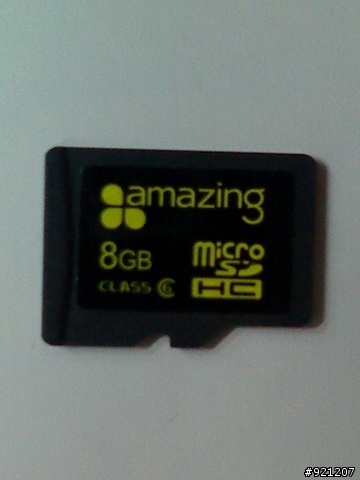 amazing
8GB
micro
SD
HC
CLASS 6
#921207